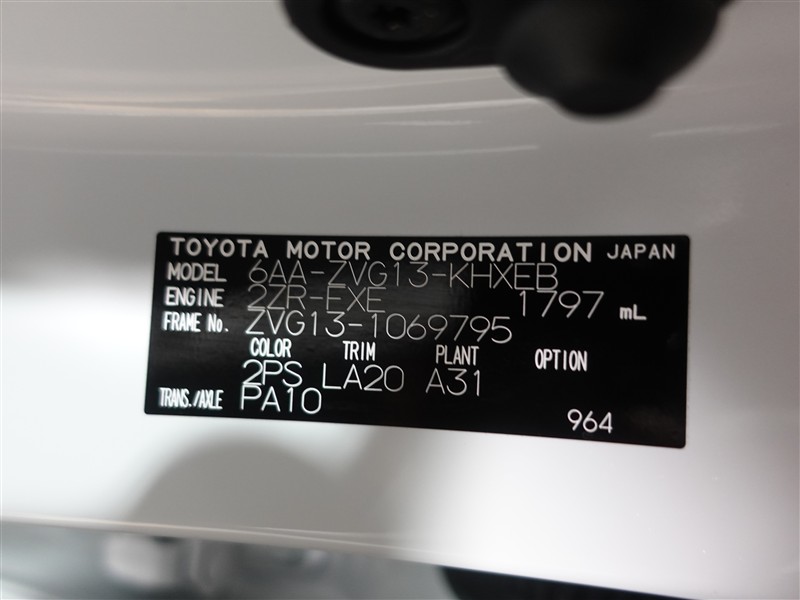 TOYOTA MOTOR CORPORATION JAPAN
MODEL 6AA-ZVG13-KHXEB
ENGINE 2ZR-EXE 1797 mL
FRAME No. ZVG13-1069795
COLOR TRIM PLANT OPTION
2PS LA20 A31
TRANS./AXLE PA10
964